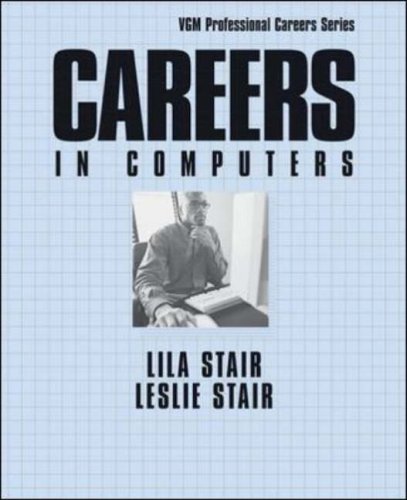 VGM Professional Careers Series
CAREERS
IN COMPUTERS
LILA STAIR
LESLIE STAIR